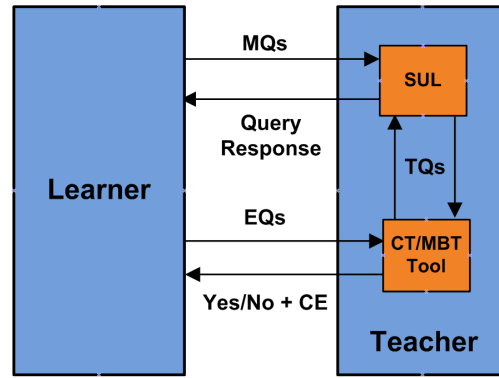 MQs
SUL
Query
Response
TQs
Learner
EQs
CT/MBT
Tool
Yes/No + CE
Teacher